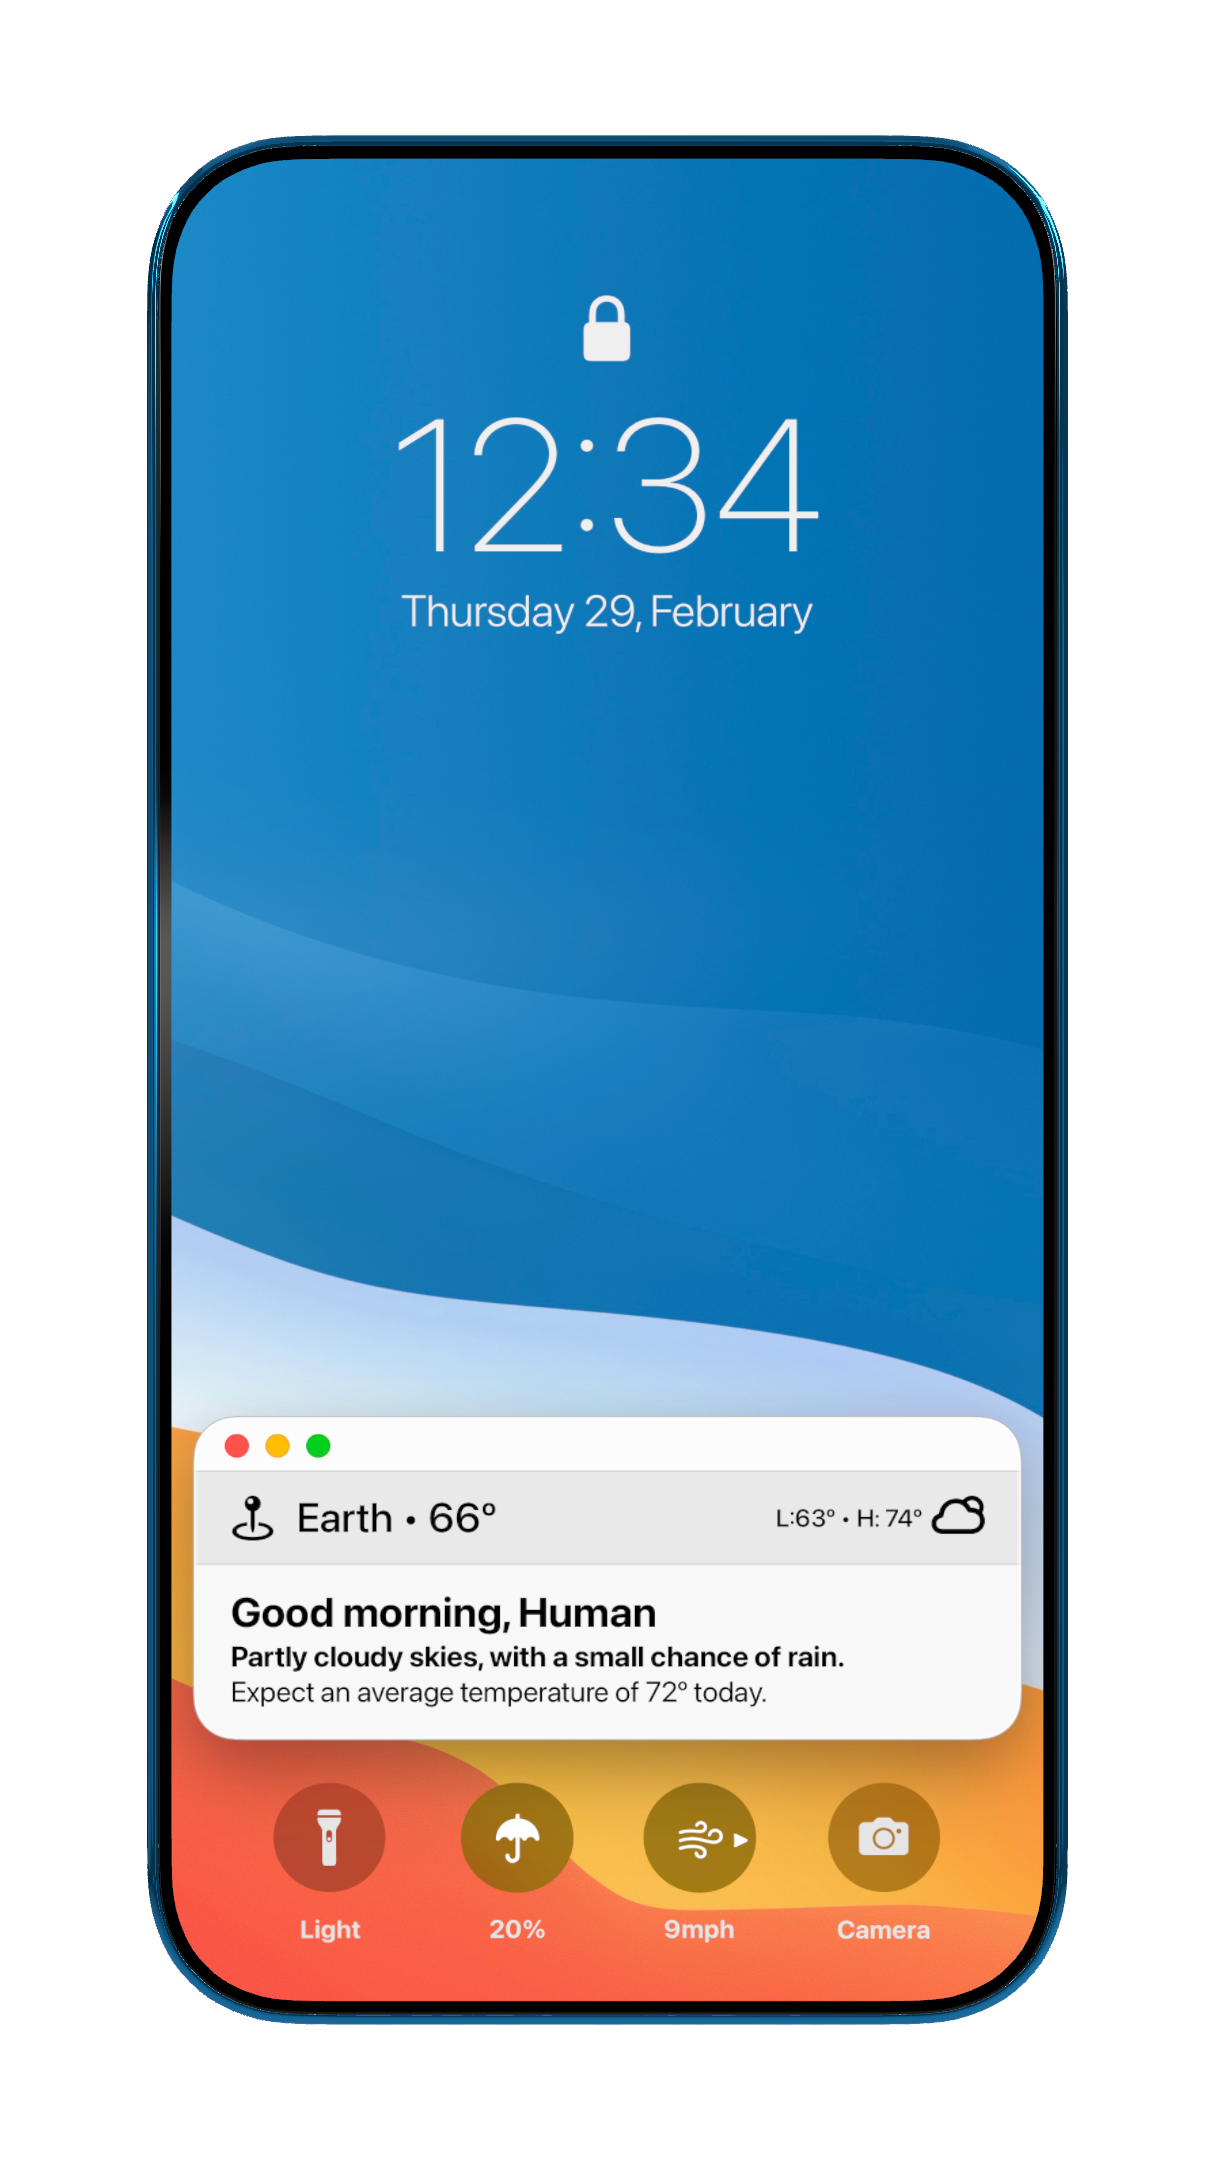 12:34
Thursday 29, February
Earth • 66°
L:63° • H: 74°
Good morning, Human
Partly cloudy skies, with a small chance of rain.
Expect an average temperature of 72° today.
Light
20%
9mph
Camera